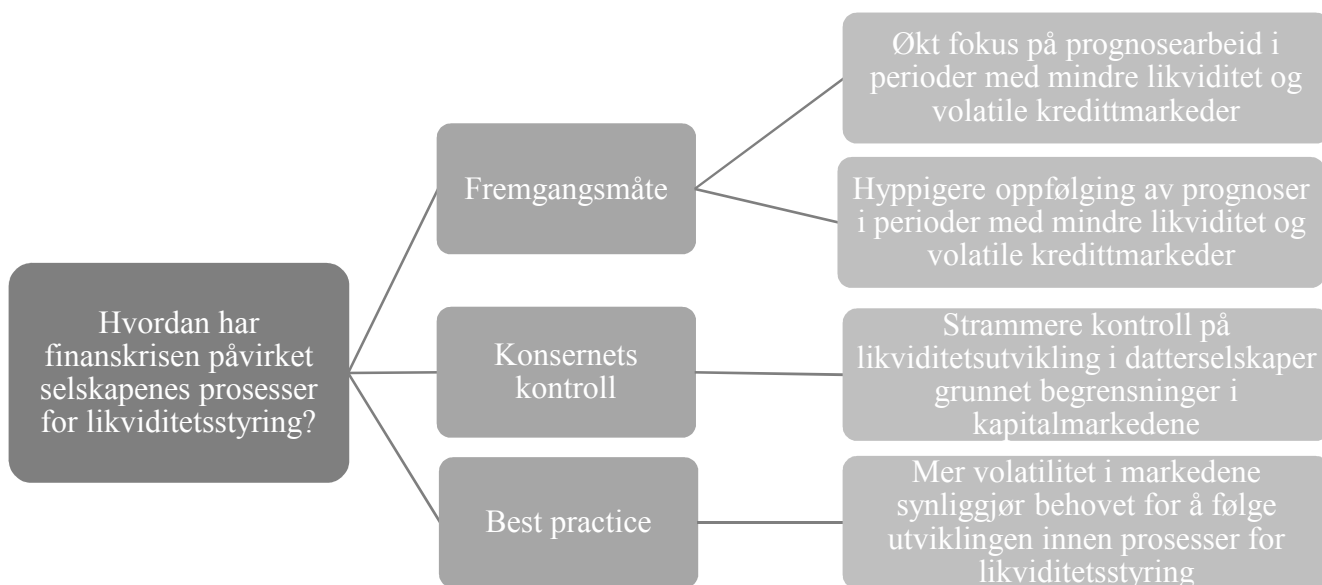 Hvordan har
finanskrisen påvirket
selskapenes prosesser
for likviditetsstyring?
Fremgangsmåte
Økt fokus på prognosearbeid i
perioder med mindre likviditet og
volatile kredittmarkeder
Hyppigere oppfølging av prognoser
i perioder med mindre likviditet og
volatile kredittmarkeder
Konsernets
kontroll
Strammere kontroll på
likviditetsutvikling i datterselskaper
grunnet begrensninger i
kapitalmarkedene
Best practice
Mer volatilitet i markedene
synliggjør behovet for å følge
utviklingen innen prosesser for
likviditetsstyring